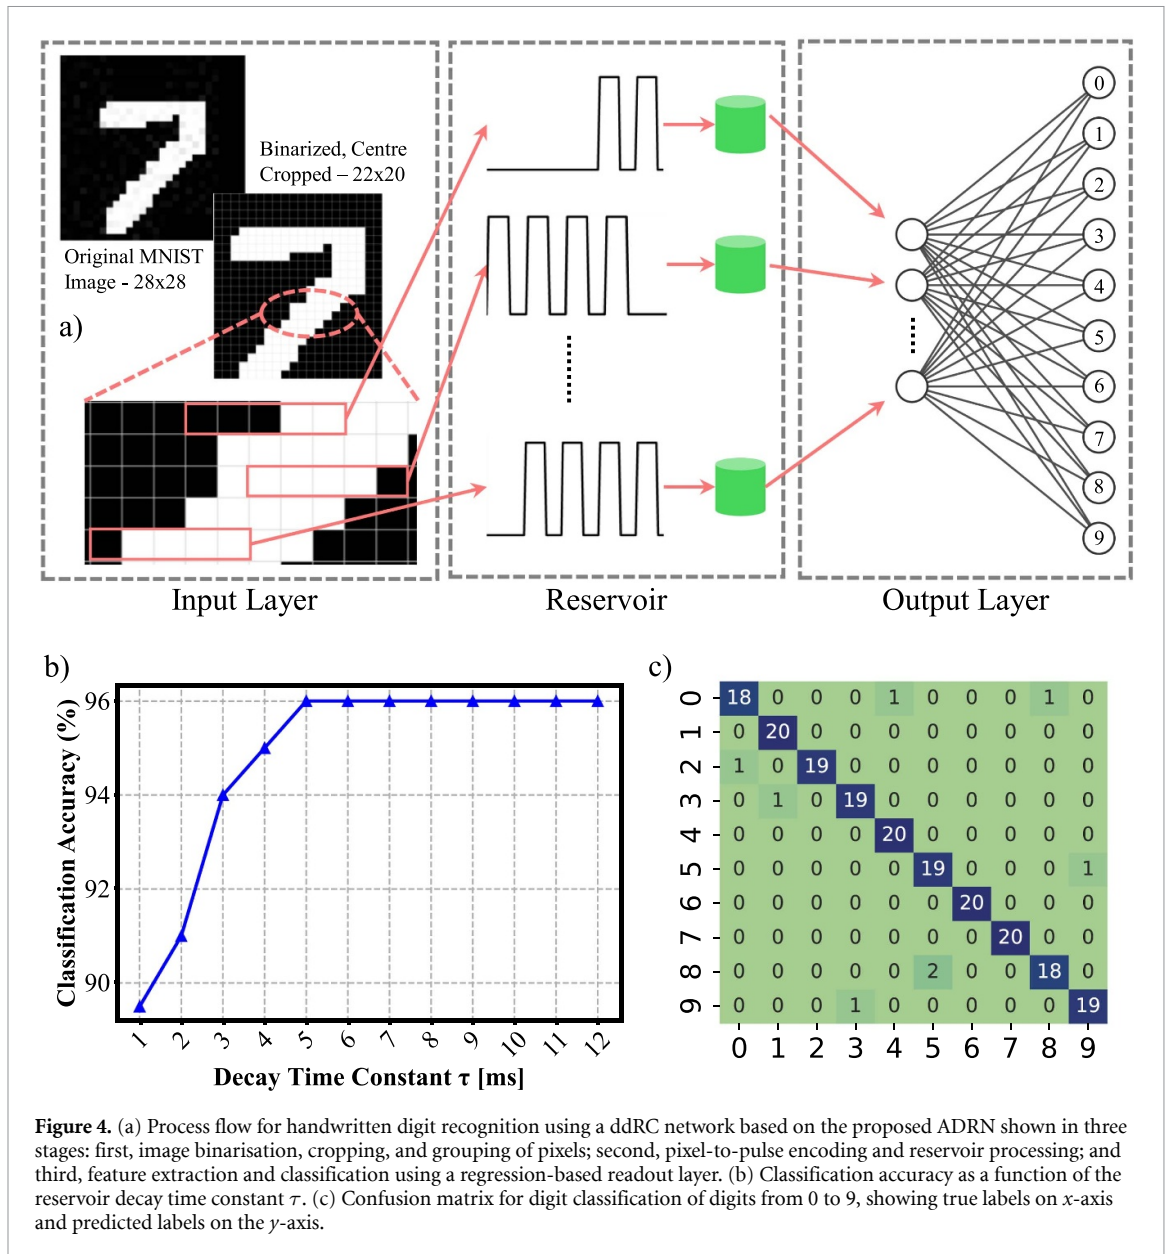 Original MNIST
Image - 28x28
Binarized, Centre
Cropped – 22x20
a)
0
1
2
3
4
5
6
7
8
9
Input Layer
Reservoir
Output Layer
b)
Classification Accuracy (%)
96
94
92
90
1 2 3 4 5 6 7 8 9 10 11 12
Decay Time Constant τ [ms]
c)
0 18 0 0 0 1 0 0 0 1 0
1 0 20 0 0 0 0 0 0 0 0
2 1 0 19 0 0 0 0 0 0 0
3 0 1 0 19 0 0 0 0 0 0
4 0 0 0 0 20 0 0 0 0 0
5 0 0 0 0 0 19 0 0 0 1
6 0 0 0 0 0 0 20 0 0 0
7 0 0 0 0 0 0 0 20 0 0
8 0 0 0 0 0 2 0 0 18 0
9 0 0 0 1 0 0 0 0 0 19
0 1 2 3 4 5 6 7 8 9
Figure 4. (a) Process flow for handwritten digit recognition using a ddRC network based on the proposed ADRN shown in three
stages: first, image binarisation, cropping, and grouping of pixels; second, pixel-to-pulse encoding and reservoir processing; and
third, feature extraction and classification using a regression-based readout layer. (b) Classification accuracy as a function of the
reservoir decay time constant τ. (c) Confusion matrix for digit classification of digits from 0 to 9, showing true labels on x-axis
and predicted labels on the y-axis.